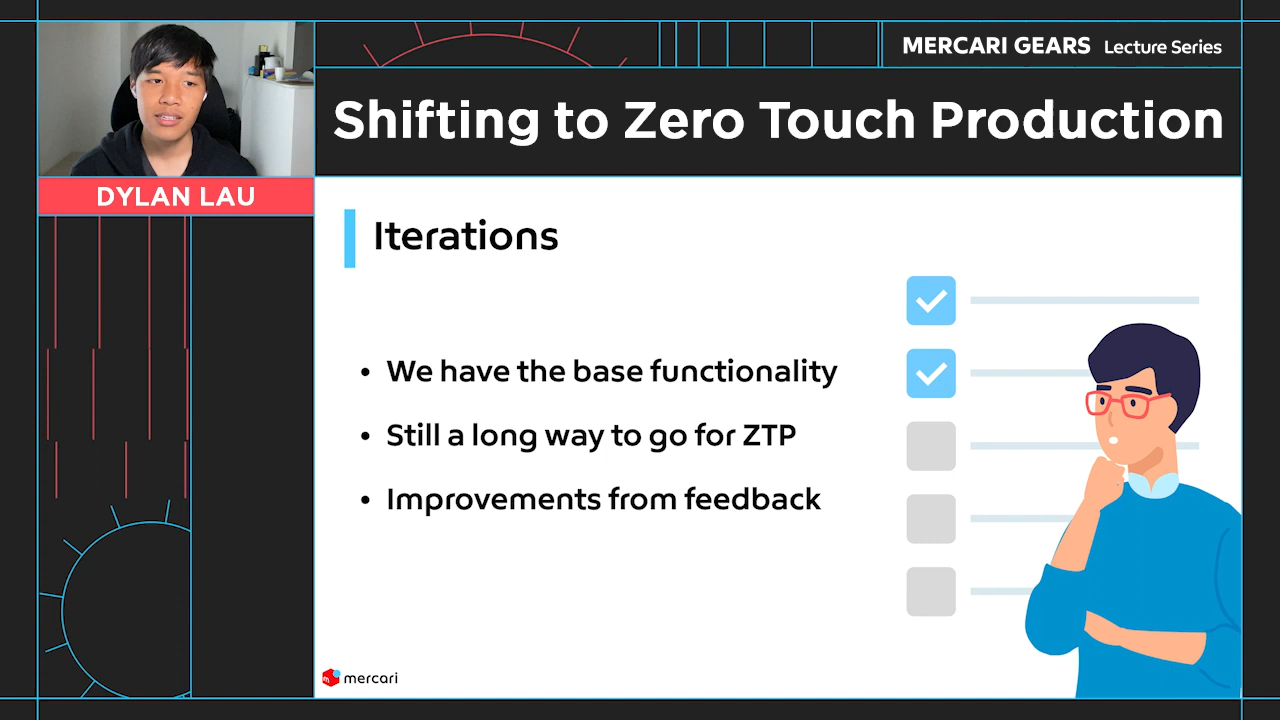 MERCARI GEARS Lecture Series
Shifting to Zero Touch Production
DYLAN LAU
Iterations
• We have the base functionality
• Still a long way to go for ZTP
• Improvements from feedback
mercari